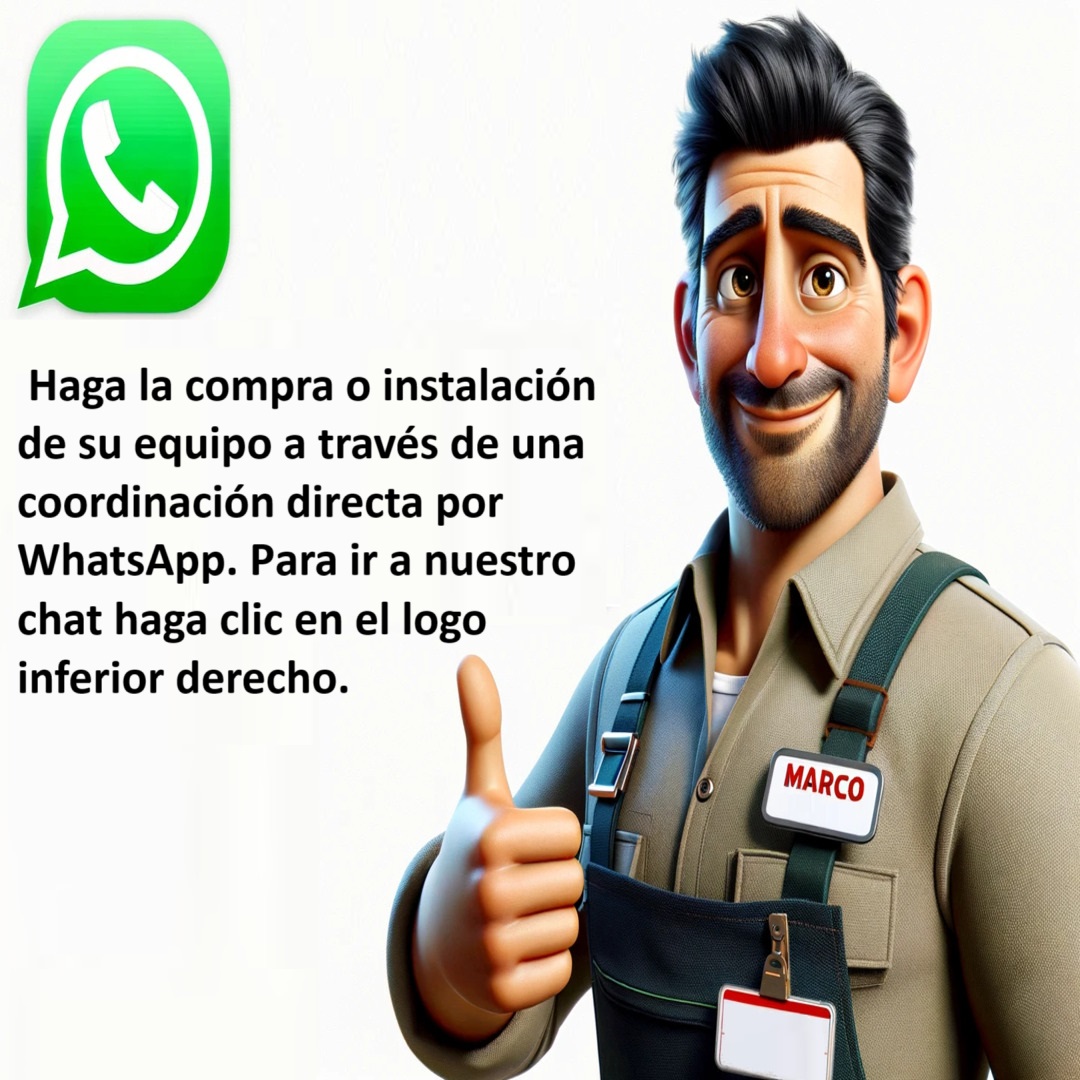 Haga la compra o instalación
de su equipo a través de una
coordinación directa por
WhatsApp. Para ir a nuestro
chat haga clic en el logo
inferior derecho.
MARCO